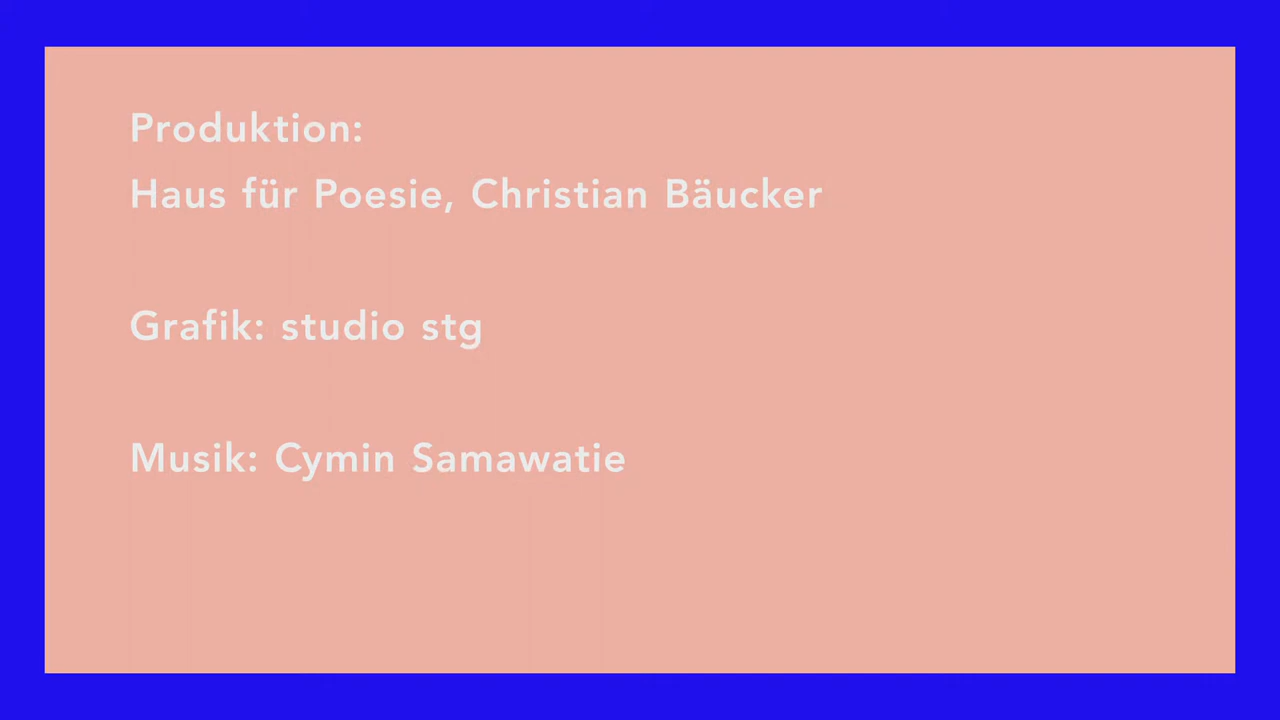 Produktion:
Haus für Poesie, Christian Bäucker
Grafik: studio stg
Musik: Cymin Samawatie